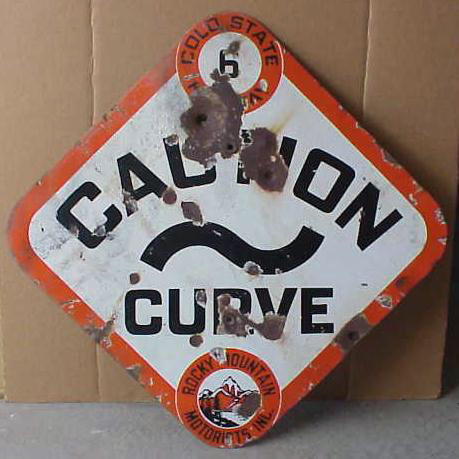 COLO STATE
6
CAUTION
CURVE
ROCKY MOUNTAIN
MOTORISTS INC.